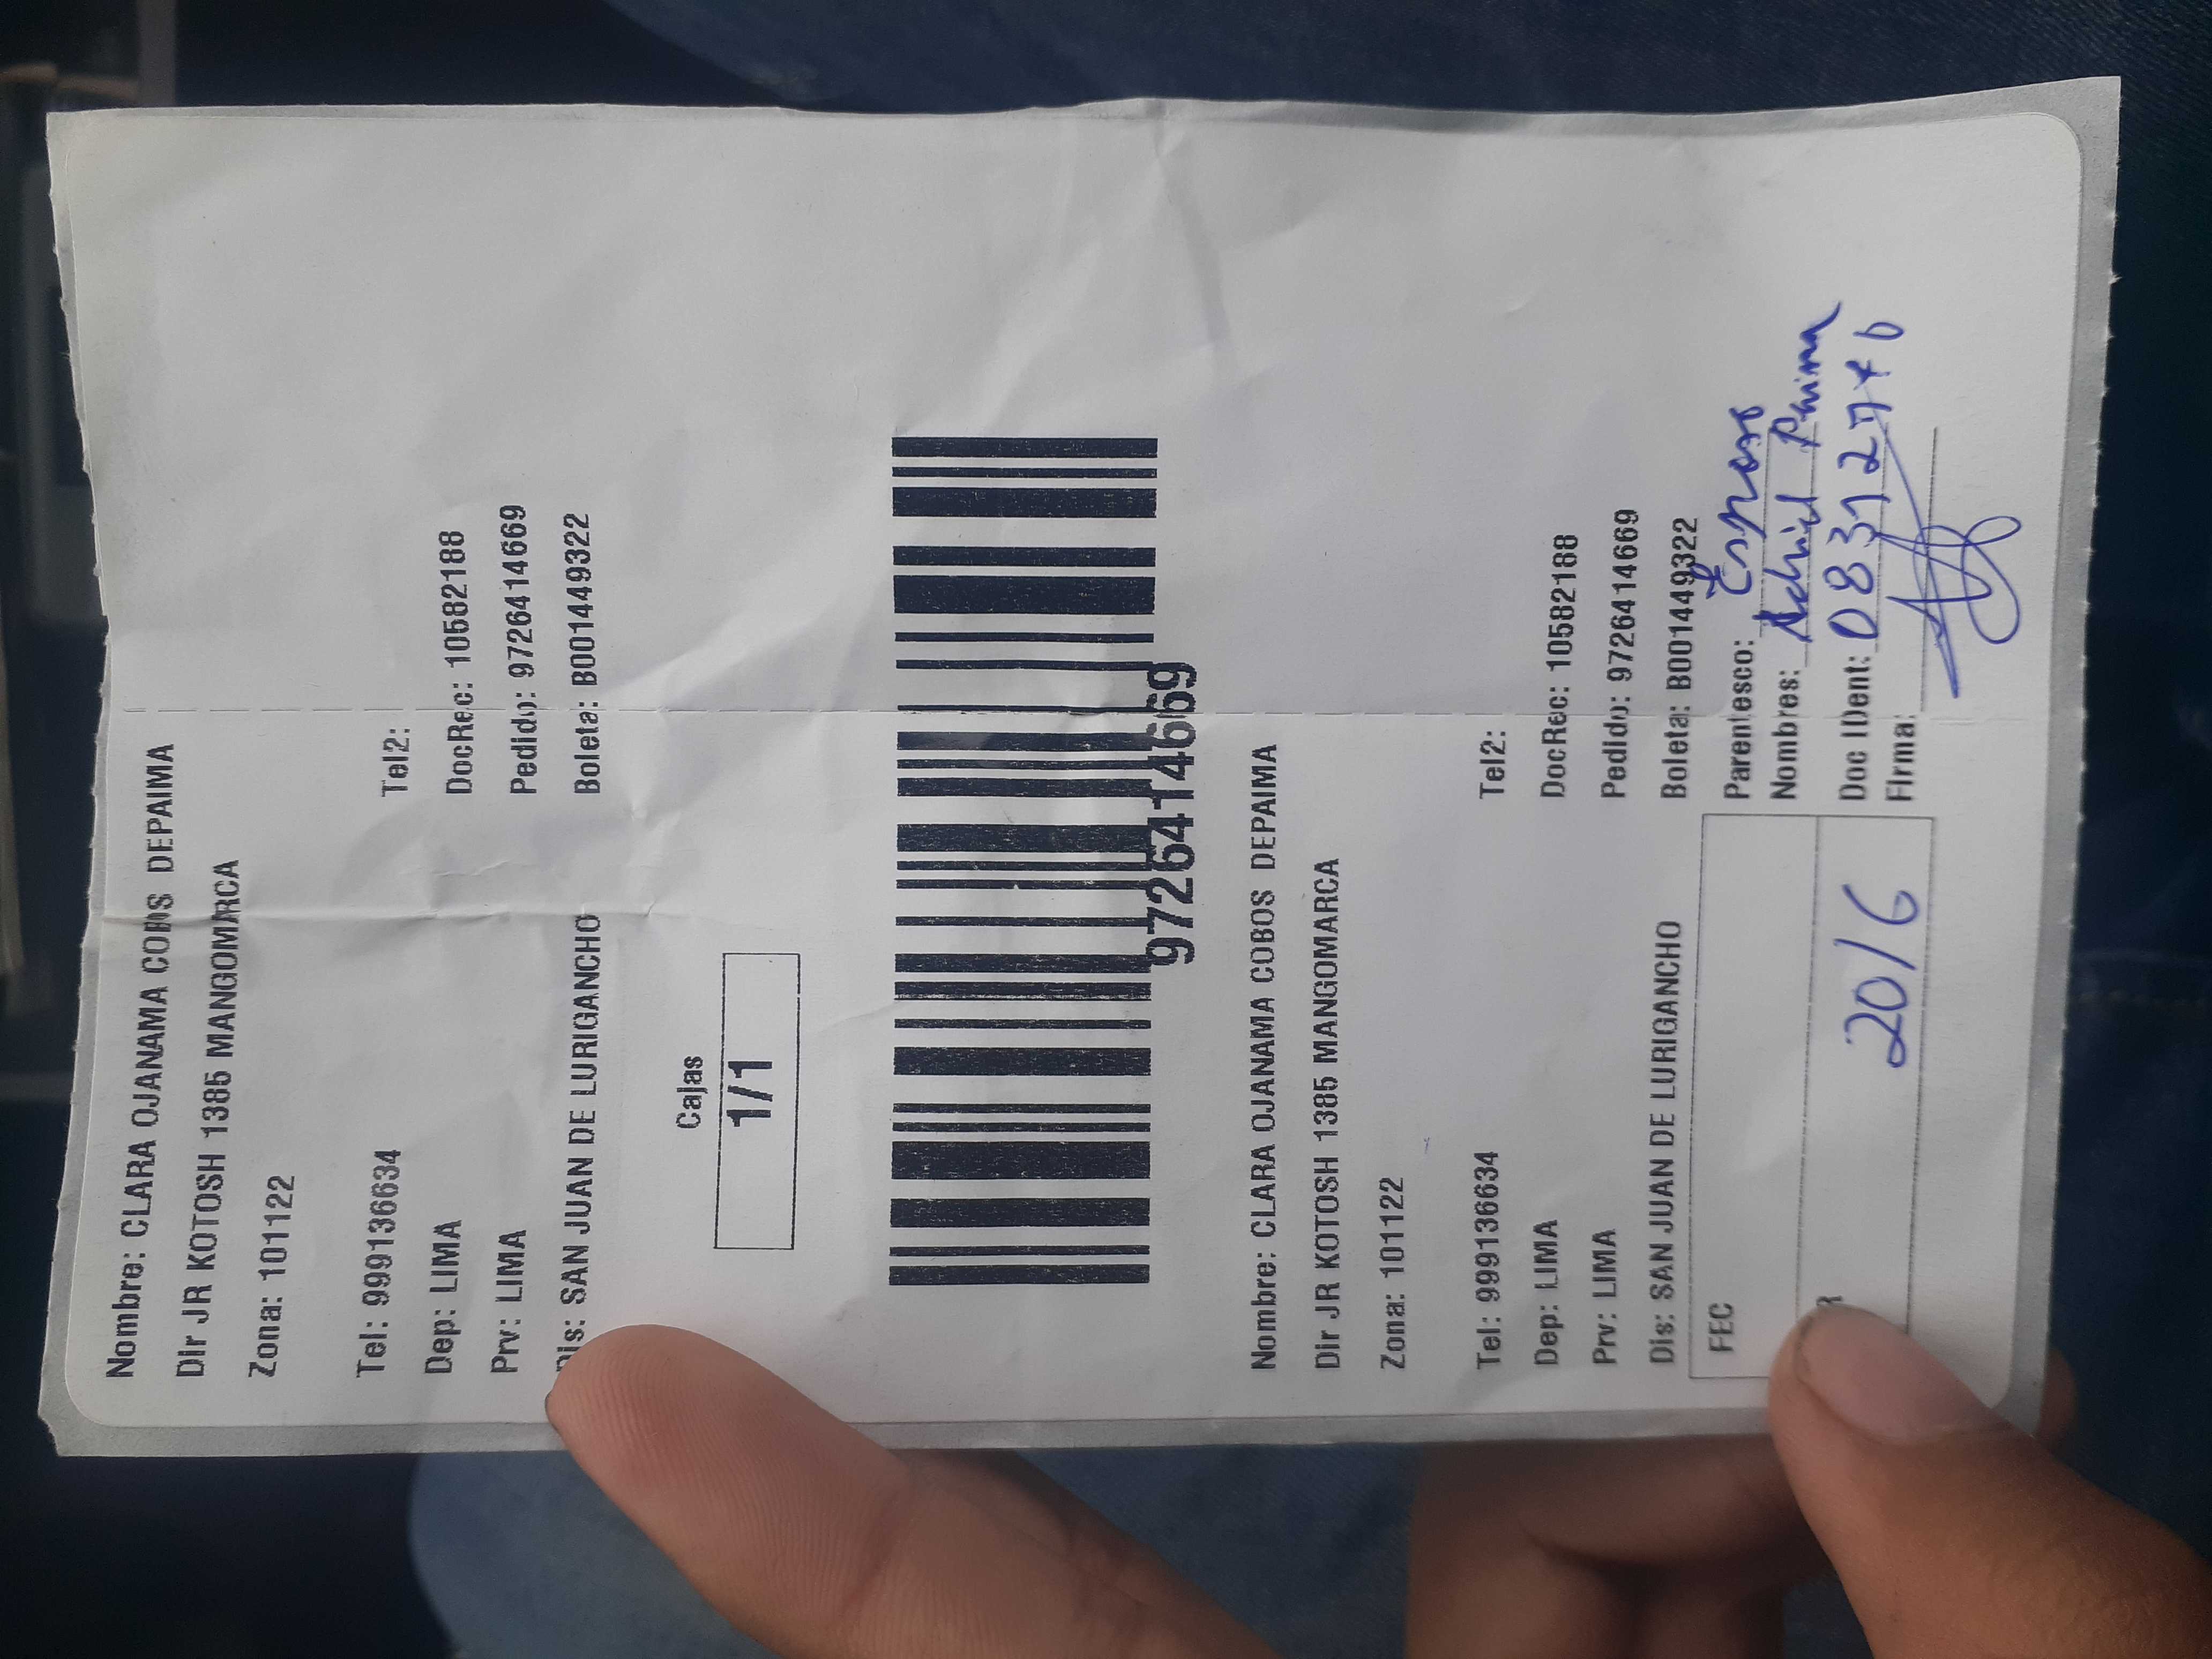 Nombre: CLARA OJANAMA COBOS DEPAIMA
Dir JR KOTOSH 1385 MANGOMARCA
Zona: 101122
Tel: 999136634
Tel2:
Dep: LIMA
DocRec: 10582188
Prv: LIMA
Pedido: 9726414669
Dis: SAN JUAN DE LURIGANCHO
Boleta: B001449322
Cajas
1/1
9726414669
Nombre: CLARA OJANAMA COBOS DEPAIMA
Dir JR KOTOSH 1385 MANGOMARCA
Zona: 101122
Tel: 999136634
Tel2:
Dep: LIMA
DocRec: 10582188
Prv: LIMA
Pedido: 9726414669
Dis: SAN JUAN DE LURIGANCHO
Boleta: B001449322
FEC
Parentesco: Esposo
Nombres: Paima
R 20/6
Doc IDent:
Firma: